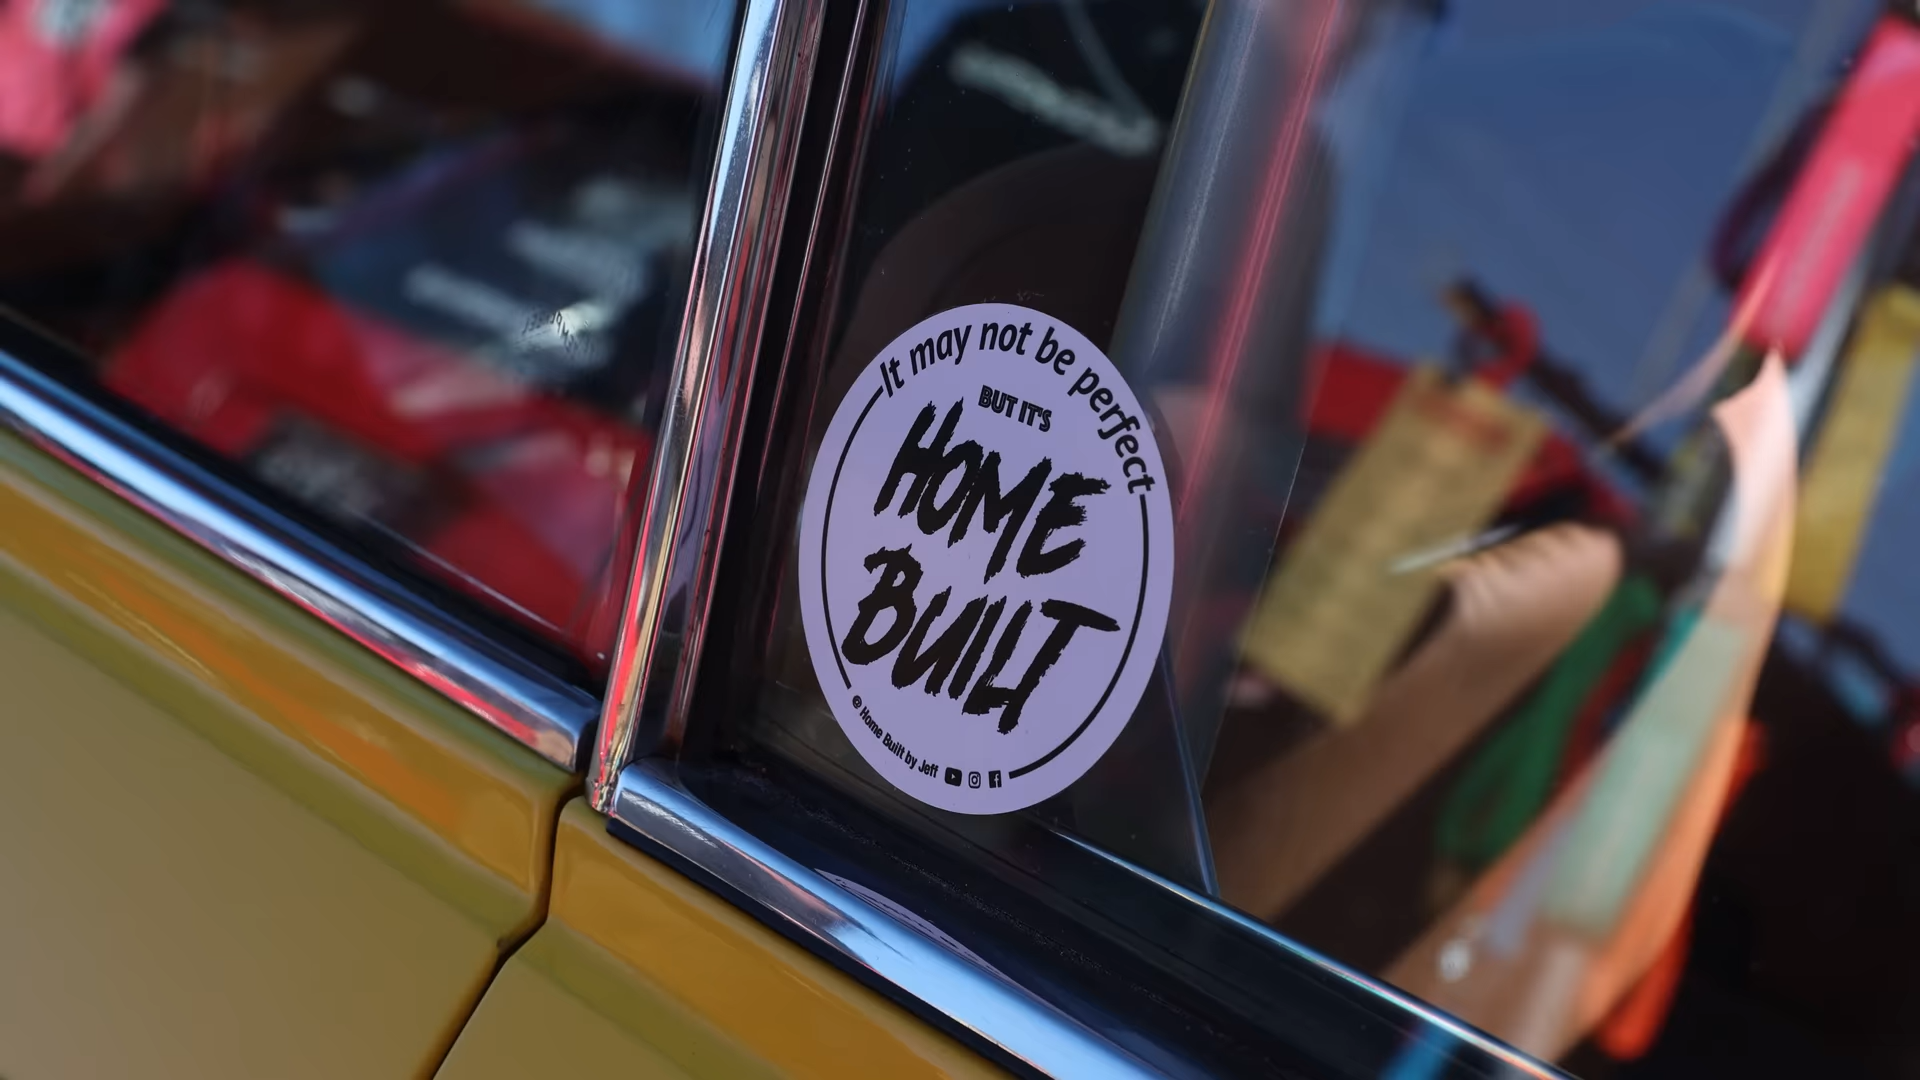 It may not be perfect
BUT IT'S
HOME
BUILT
@ Home Built by Jeff